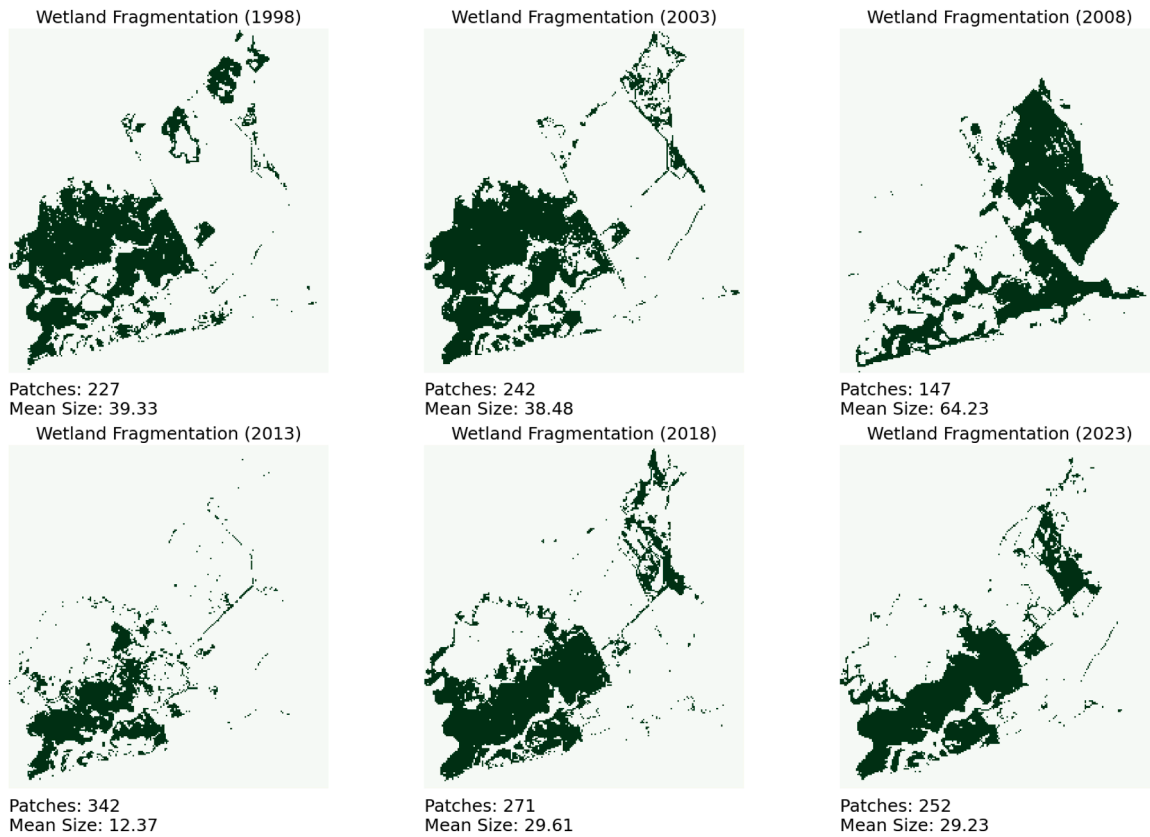 Wetland Fragmentation (1998)
Wetland Fragmentation (2003)
Wetland Fragmentation (2008)
Patches: 227
Mean Size: 39.33
Patches: 242
Mean Size: 38.48
Patches: 147
Mean Size: 64.23
Wetland Fragmentation (2013)
Wetland Fragmentation (2018)
Wetland Fragmentation (2023)
Patches: 342
Mean Size: 12.37
Patches: 271
Mean Size: 29.61
Patches: 252
Mean Size: 29.23